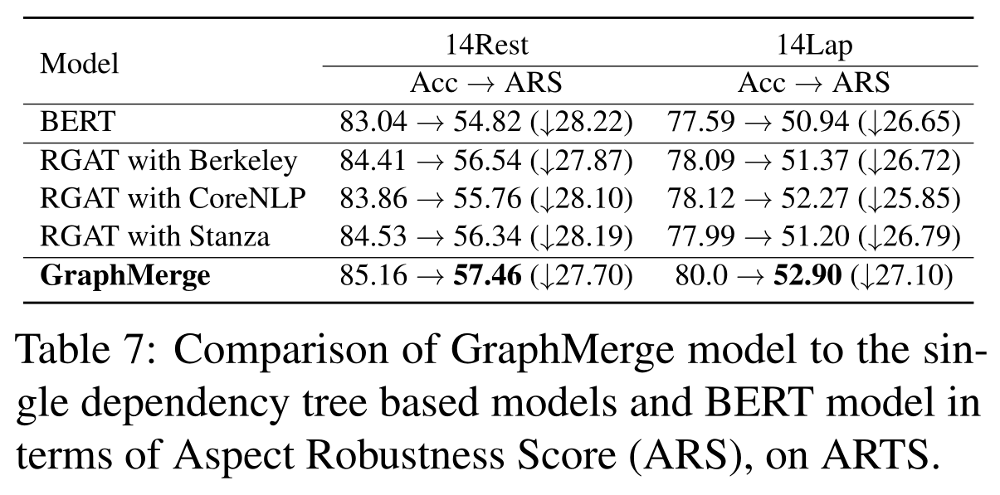 Model 14Rest 14Lap
Acc → ARS Acc → ARS
BERT 83.04 → 54.82 (↓28.22) 77.59 → 50.94 (↓26.65)
RGAT with Berkeley 84.41 → 56.54 (↓27.87) 78.09 → 51.37 (↓26.72)
RGAT with CoreNLP 83.86 → 55.76 (↓28.10) 78.12 → 52.27 (↓25.85)
RGAT with Stanza 84.53 → 56.34 (↓28.19) 77.99 → 51.20 (↓26.79)
GraphMerge 85.16 → 57.46 (↓27.70) 80.0 → 52.90 (↓27.10)
Table 7: Comparison of GraphMerge model to the sin-
gle dependency tree based models and BERT model in
terms of Aspect Robustness Score (ARS), on ARTS.